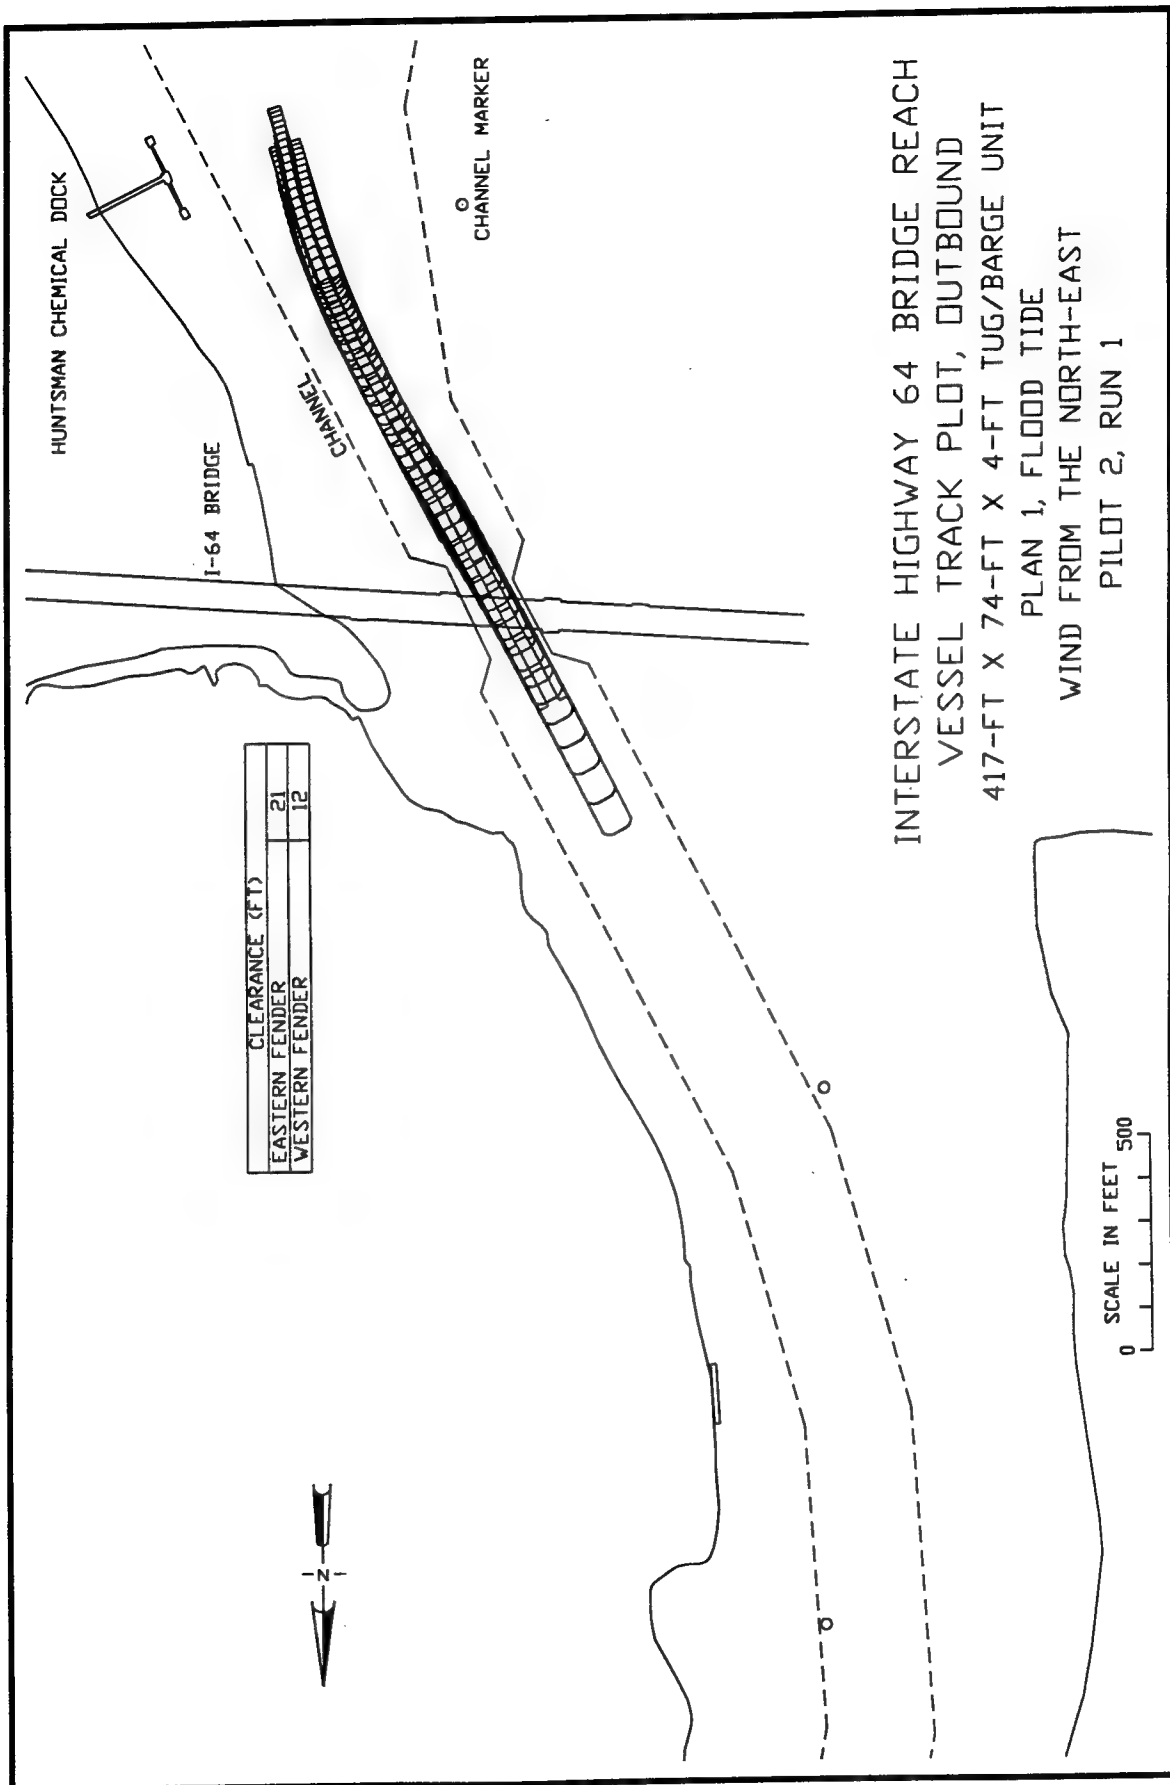 HUNTSMAN CHEMICAL DOCK
I-64 BRIDGE
CHANNEL
CHANNEL MARKER
CLEARANCE (FT)
EASTERN FENDER 21
WESTERN FENDER 12
N
INTERSTATE HIGHWAY 64 BRIDGE REACH
VESSEL TRACK PLOT, OUTBOUND
417-FT X 74-FT X 4-FT TUG/BARGE UNIT
PLAN 1, FLOOD TIDE
WIND FROM THE NORTH-EAST
PILOT 2, RUN 1
SCALE IN FEET
0 500